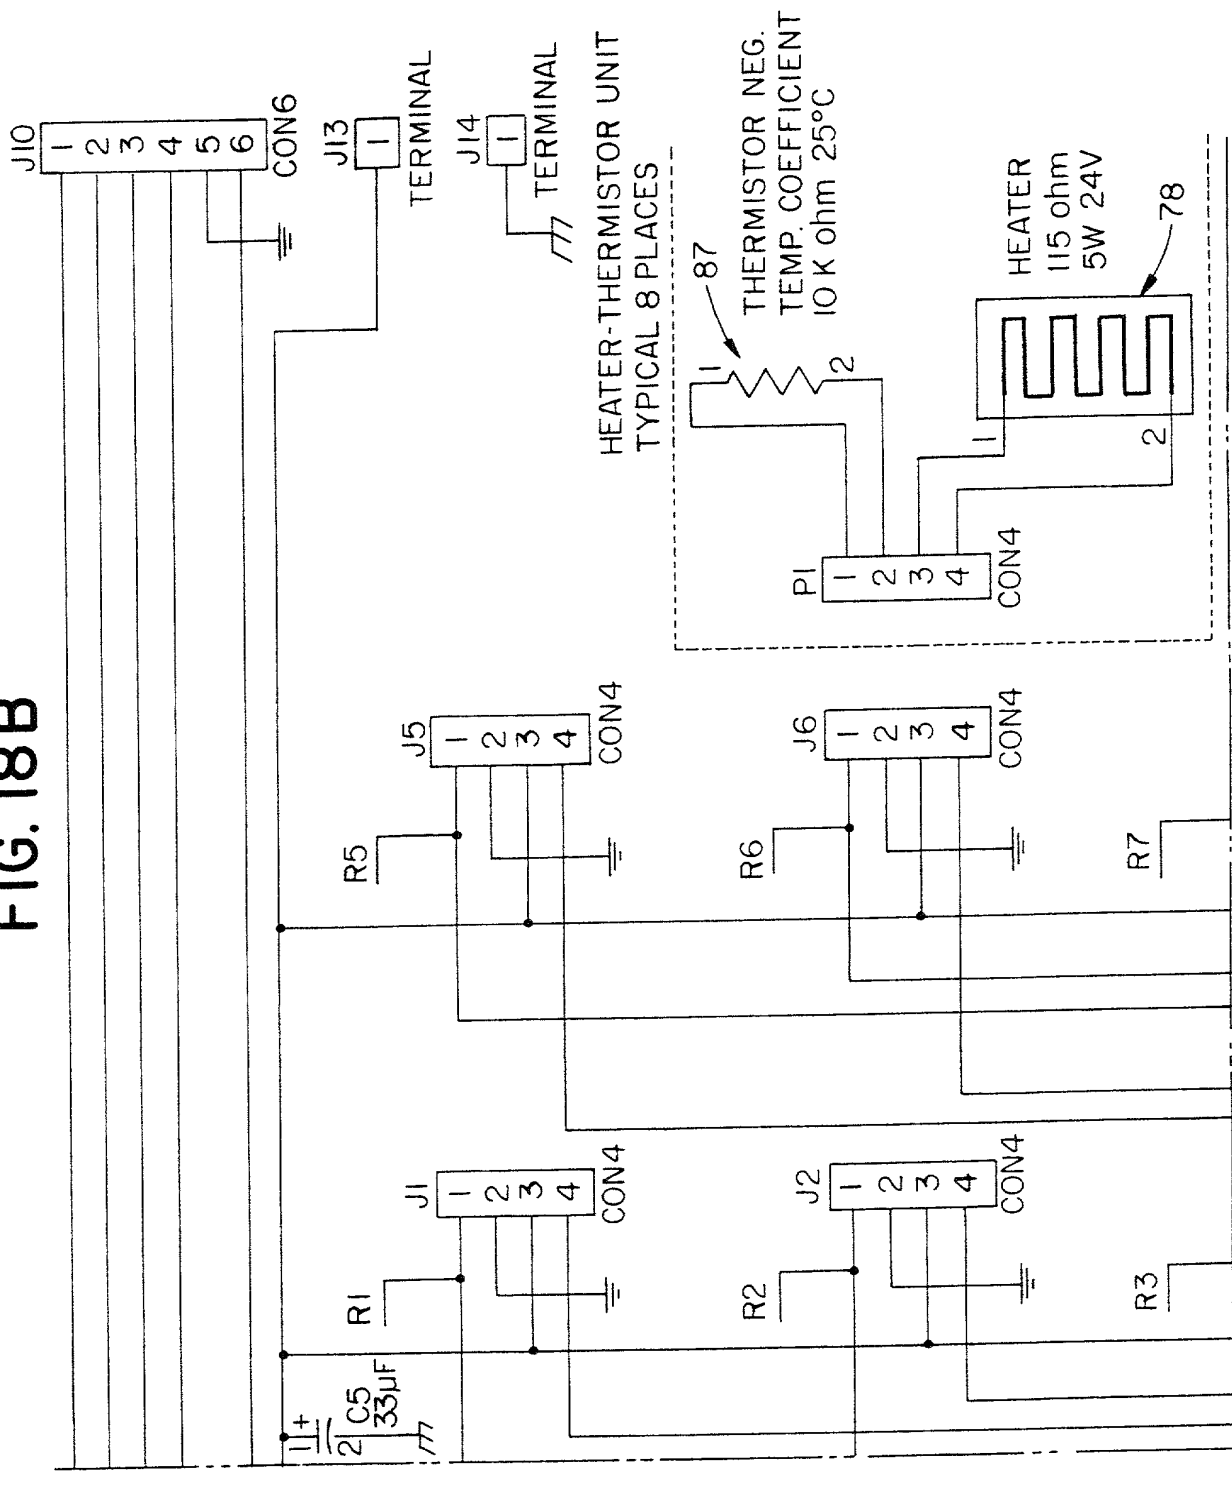 FIG. 18B
J10
1
2
3
4
5
6
CON6
J13
1
TERMINAL
J14
1
TERMINAL
HEATER-THERMISTOR UNIT
TYPICAL 8 PLACES
87
1
2
THERMISTOR NEG.
TEMP. COEFFICIENT
10 K ohm 25°C
HEATER
115 ohm
5W 24V
78
1
2
P1
1
2
3
4
CON4
R5
J5
1
2
3
4
CON4
R6
J6
1
2
3
4
CON4
R7
1 +
2
C5
33µF
R1
J1
1
2
3
4
CON4
R2
J2
1
2
3
4
CON4
R3